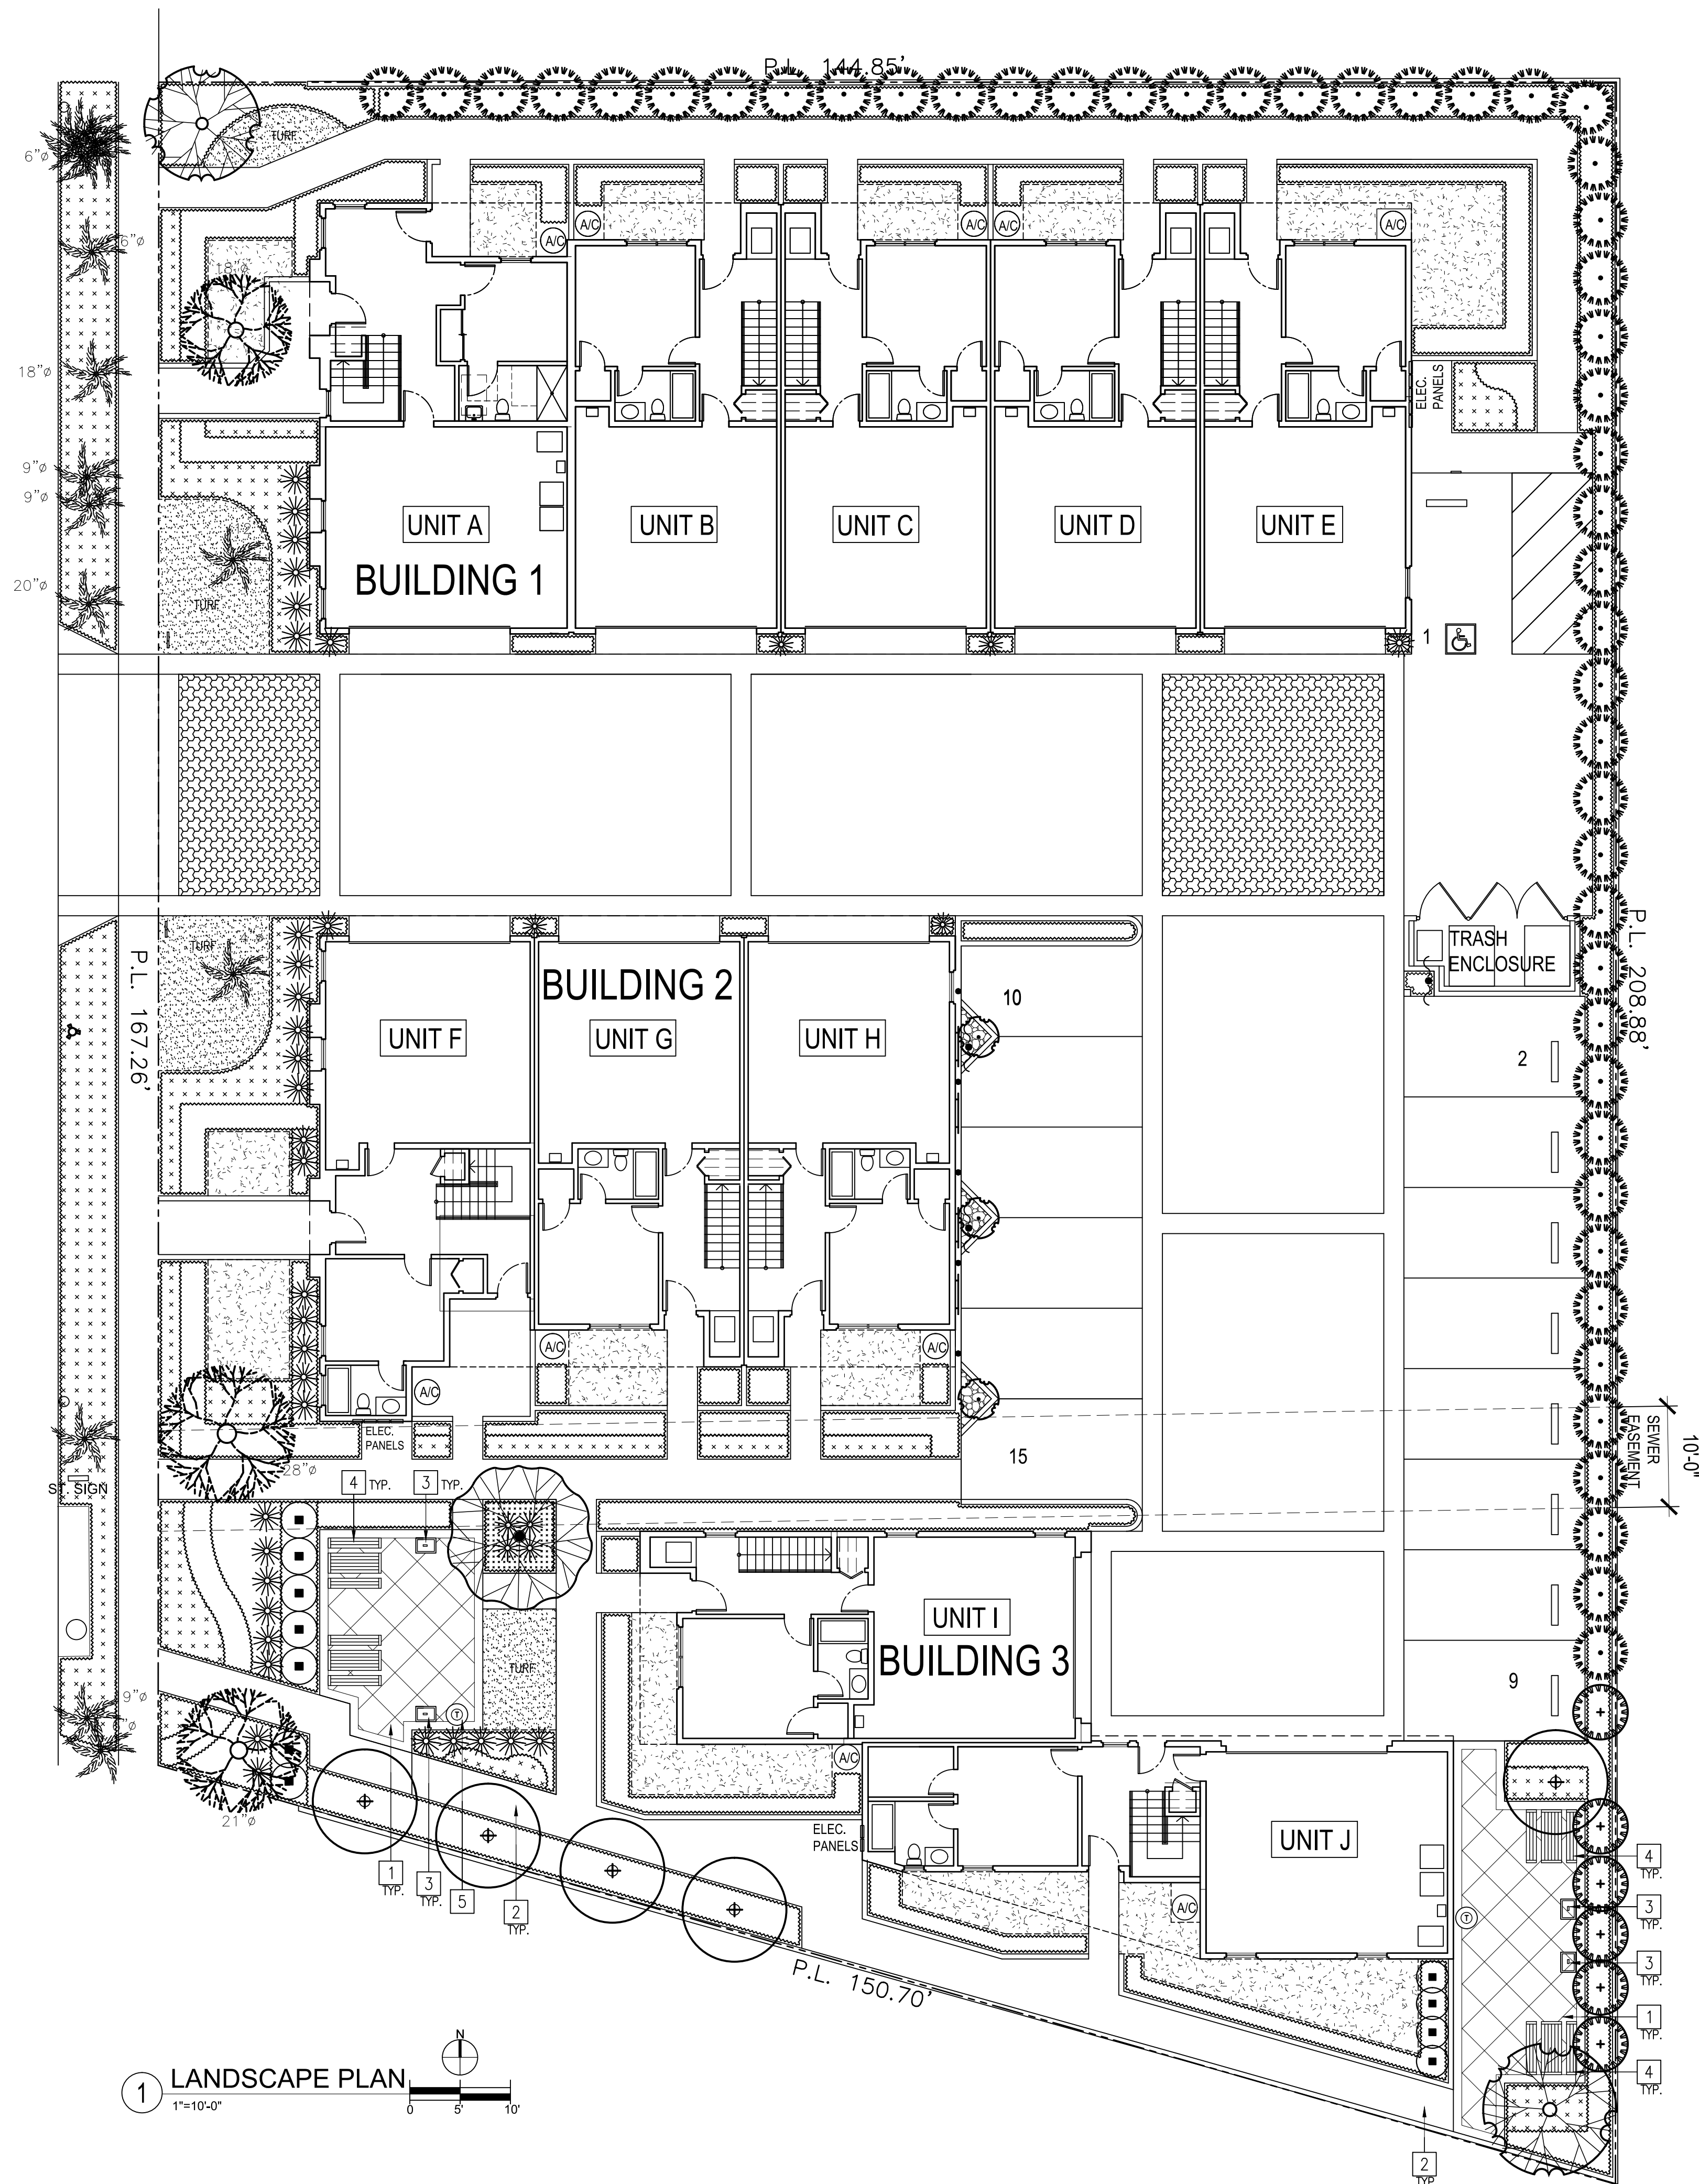 P.L. 144.85'
TURF
6"ø
6"ø
A/C
A/C
A/C
A/C
A/C
18"ø
18"ø
ELEC.
PANELS
9"ø
9"ø
UNIT A
UNIT B
UNIT C
UNIT D
UNIT E
BUILDING 1
20"ø
TURF
1
P.L. 208.88'
TRASH
ENCLOSURE
TURF
P.L. 167.26'
BUILDING 2
10
UNIT F
UNIT G
UNIT H
2
A/C
A/C
A/C
ELEC.
PANELS
10'-0"
SEWER
EASEMENT
15
28"ø
4 TYP.
3 TYP.
ST. SIGN
UNIT I
BUILDING 3
TURF
9
9"ø
T
A/C
21"ø
ELEC.
PANELS
UNIT J
1
TYP.
3
TYP.
5
2
TYP.
4
TYP.
A/C
T
3
TYP.
3
TYP.
P.L. 150.70'
1
TYP.
4
TYP.
N
1
LANDSCAPE PLAN
1"=10'-0"
0 5' 10'
2
TYP.